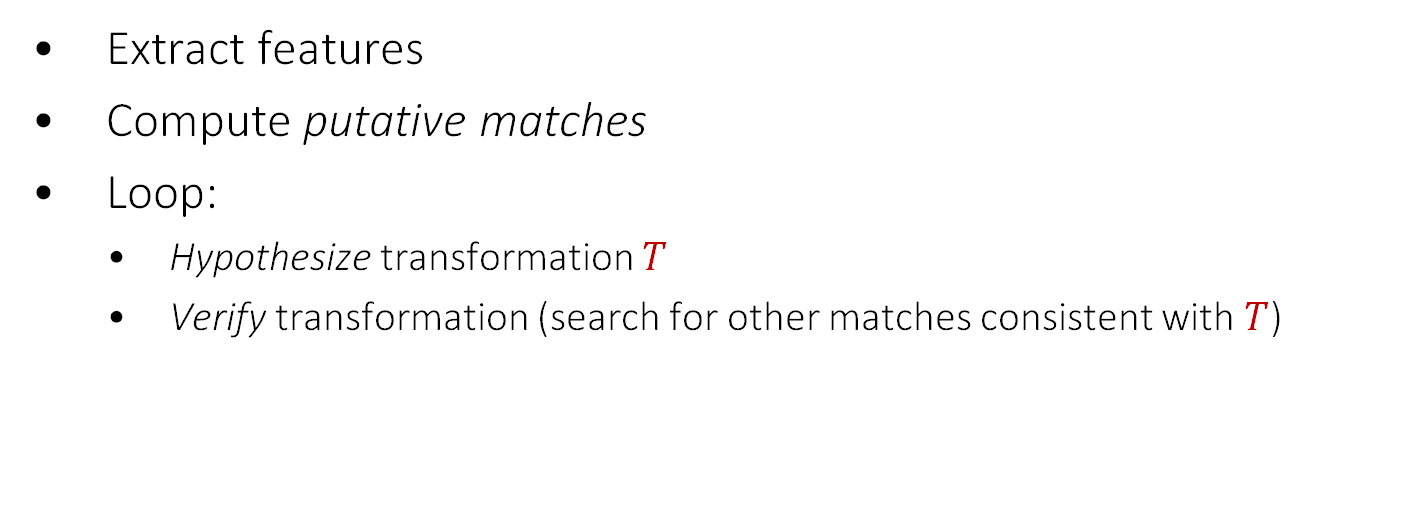 • Extract features
• Compute putative matches
• Loop:
• Hypothesize transformation T
• Verify transformation (search for other matches consistent with T)